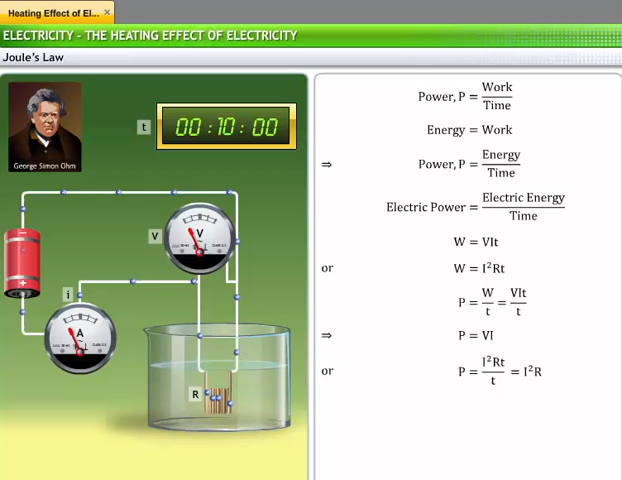 Heating Effect of El... ×
ELECTRICITY - THE HEATING EFFECT OF ELECTRICITY
Joule's Law
George Simon Ohm
t
00:10:00
V
V
i
A
R
Power, P = Work/Time
Energy = Work
⇒ Power, P = Energy/Time
Electric Power = Electric Energy/Time
W = VIt
or W = I²Rt
P = W/t = VIt/t
⇒ P = VI
or P = I²Rt/t = I²R